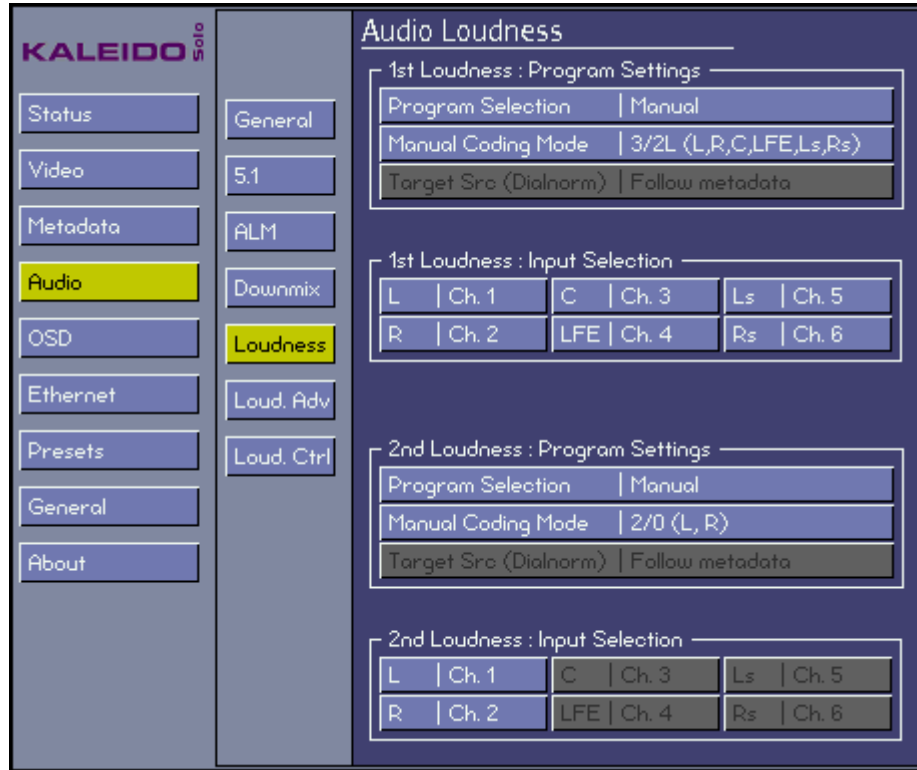 KALEIDO Solo
Status
Video
Metadata
Audio
OSD
Ethernet
Presets
General
About
General
5.1
ALM
Downmix
Loudness
Loud. Adv
Loud. Ctrl
Audio Loudness
1st Loudness : Program Settings
Program Selection | Manual
Manual Coding Mode | 3/2L (L,R,C,LFE,Ls,Rs)
Target Src (Dialnorm) | Follow metadata
1st Loudness : Input Selection
L | Ch. 1 C | Ch. 3 Ls | Ch. 5
R | Ch. 2 LFE | Ch. 4 Rs | Ch. 6
2nd Loudness : Program Settings
Program Selection | Manual
Manual Coding Mode | 2/0 (L, R)
Target Src (Dialnorm) | Follow metadata
2nd Loudness : Input Selection
L | Ch. 1 C | Ch. 3 Ls | Ch. 5
R | Ch. 2 LFE | Ch. 4 Rs | Ch. 6